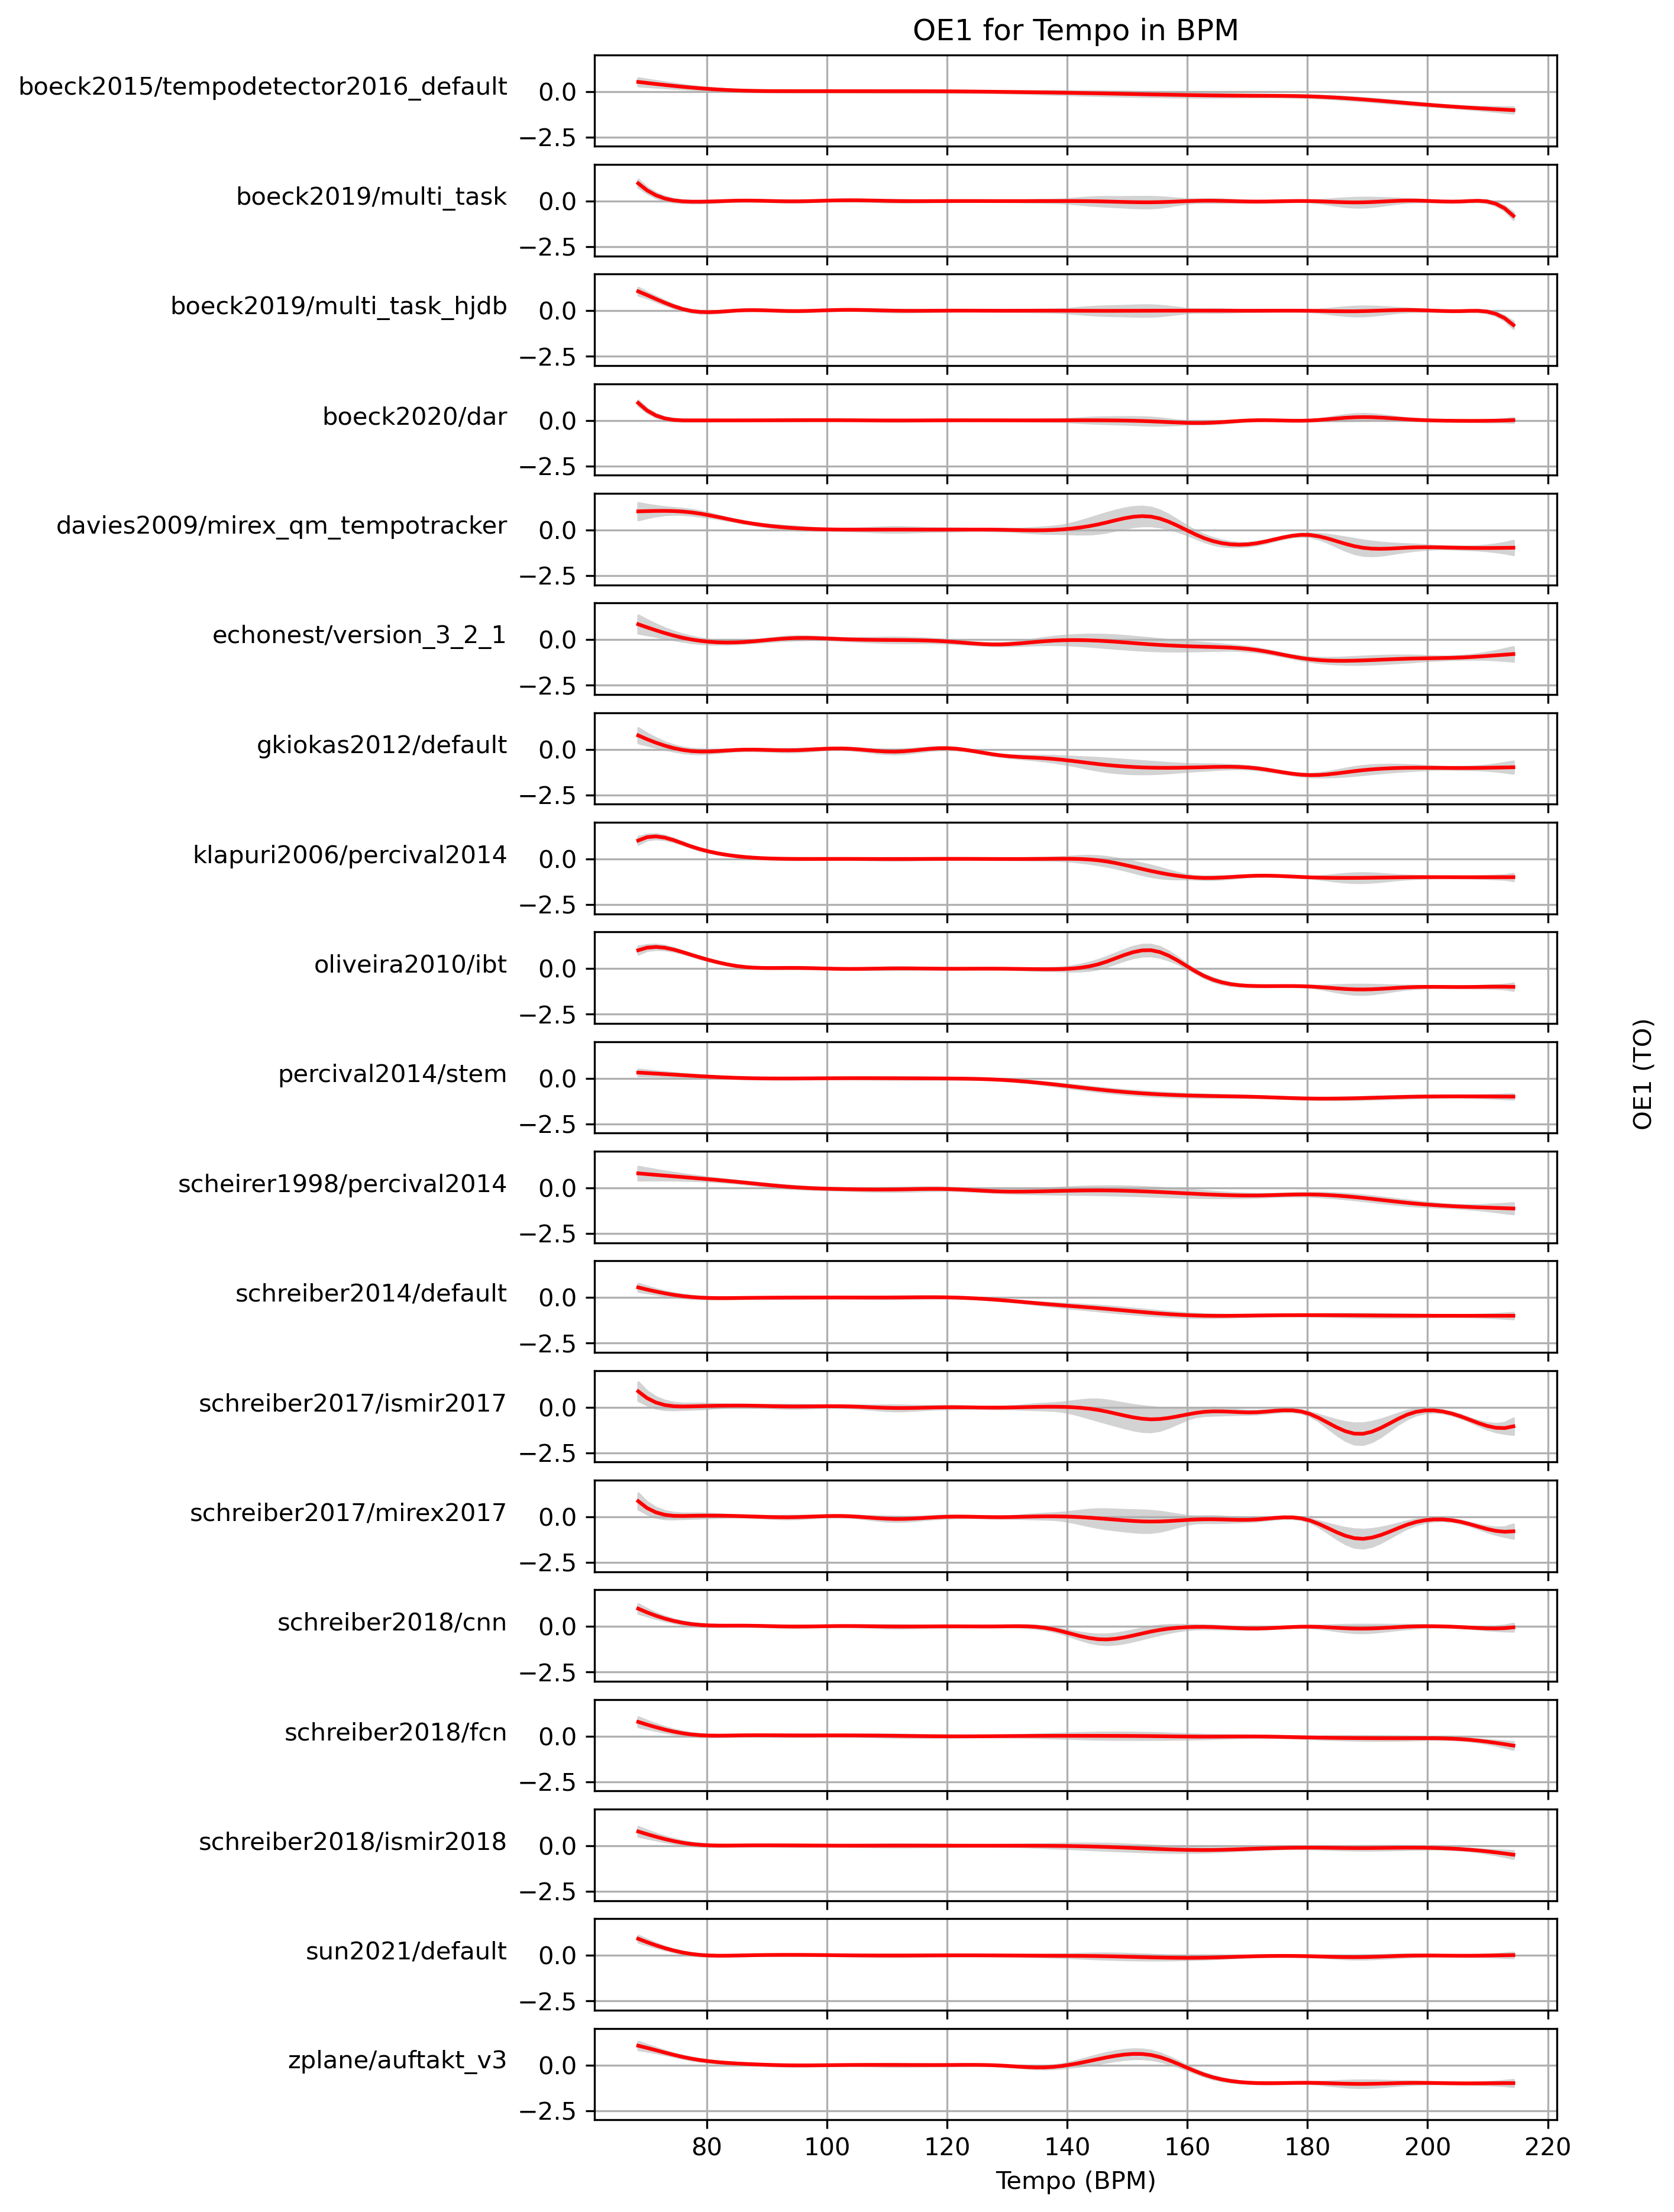 OE1 for Tempo in BPM
boeck2015/tempodetector2016_default
0.0
−2.5
boeck2019/multi_task
0.0
−2.5
boeck2019/multi_task_hjdb
0.0
−2.5
boeck2020/dar
0.0
−2.5
davies2009/mirex_qm_tempotracker
0.0
−2.5
echonest/version_3_2_1
0.0
−2.5
gkiokas2012/default
0.0
−2.5
klapuri2006/percival2014
0.0
−2.5
oliveira2010/ibt
0.0
−2.5
percival2014/stem
0.0
−2.5
scheirer1998/percival2014
0.0
−2.5
schreiber2014/default
0.0
−2.5
schreiber2017/ismir2017
0.0
−2.5
schreiber2017/mirex2017
0.0
−2.5
schreiber2018/cnn
0.0
−2.5
schreiber2018/fcn
0.0
−2.5
schreiber2018/ismir2018
0.0
−2.5
sun2021/default
0.0
−2.5
zplane/auftakt_v3
0.0
−2.5
80 100 120 140 160 180 200 220
Tempo (BPM)
OE1 (TO)